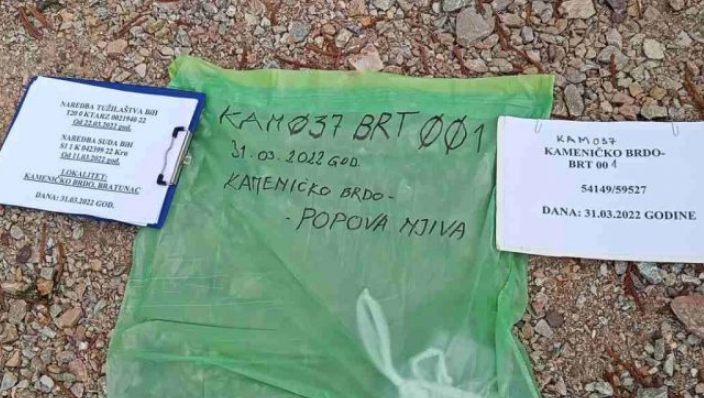 NAREDBA TUŽILAŠTVA BiH
T20 0 KTARZ 0021940 22
Od 22.03.2022 god.
NAREDBA SUDA BiH
S1 1 K 042399 22 Krn
Od 11.03.2022 god.
LOKALITET:
KAMENIČKO BRDO, BRATUNAC
DANA: 31.03.2022 GOD.
KAMØ37 BRT ØØ1
31.03.2022 GOD.
KAMENIČKO BRDO-
- POPOVA NJIVA
KAMO37
KAMENIČKO BRDO-
BRT 001
54149/59527
DANA: 31.03.2022 GODINE